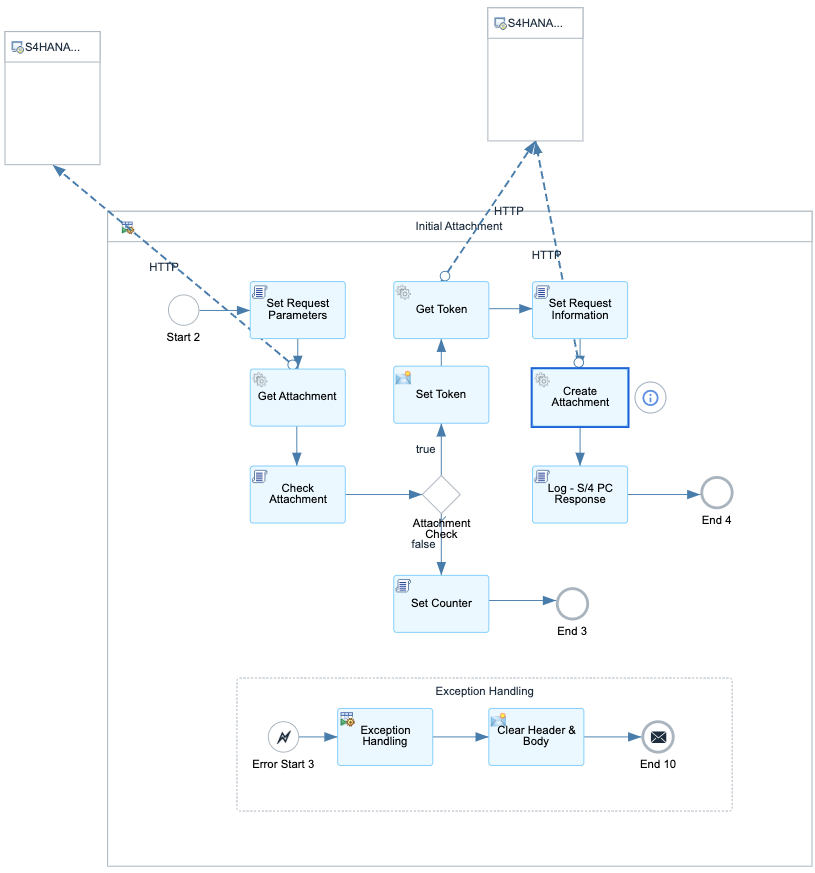 S4HANA...
S4HANA...
HTTP
Initial Attachment
HTTP
HTTP
Start 2
Set Request
Parameters
Get Token
Set Request
Information
Get Attachment
Set Token
Create
Attachment
true
Check
Attachment
Attachment
Check
false
Log - S/4 PC
Response
End 4
Set Counter
End 3
Exception Handling
Error Start 3
Exception
Handling
Clear Header &
Body
End 10